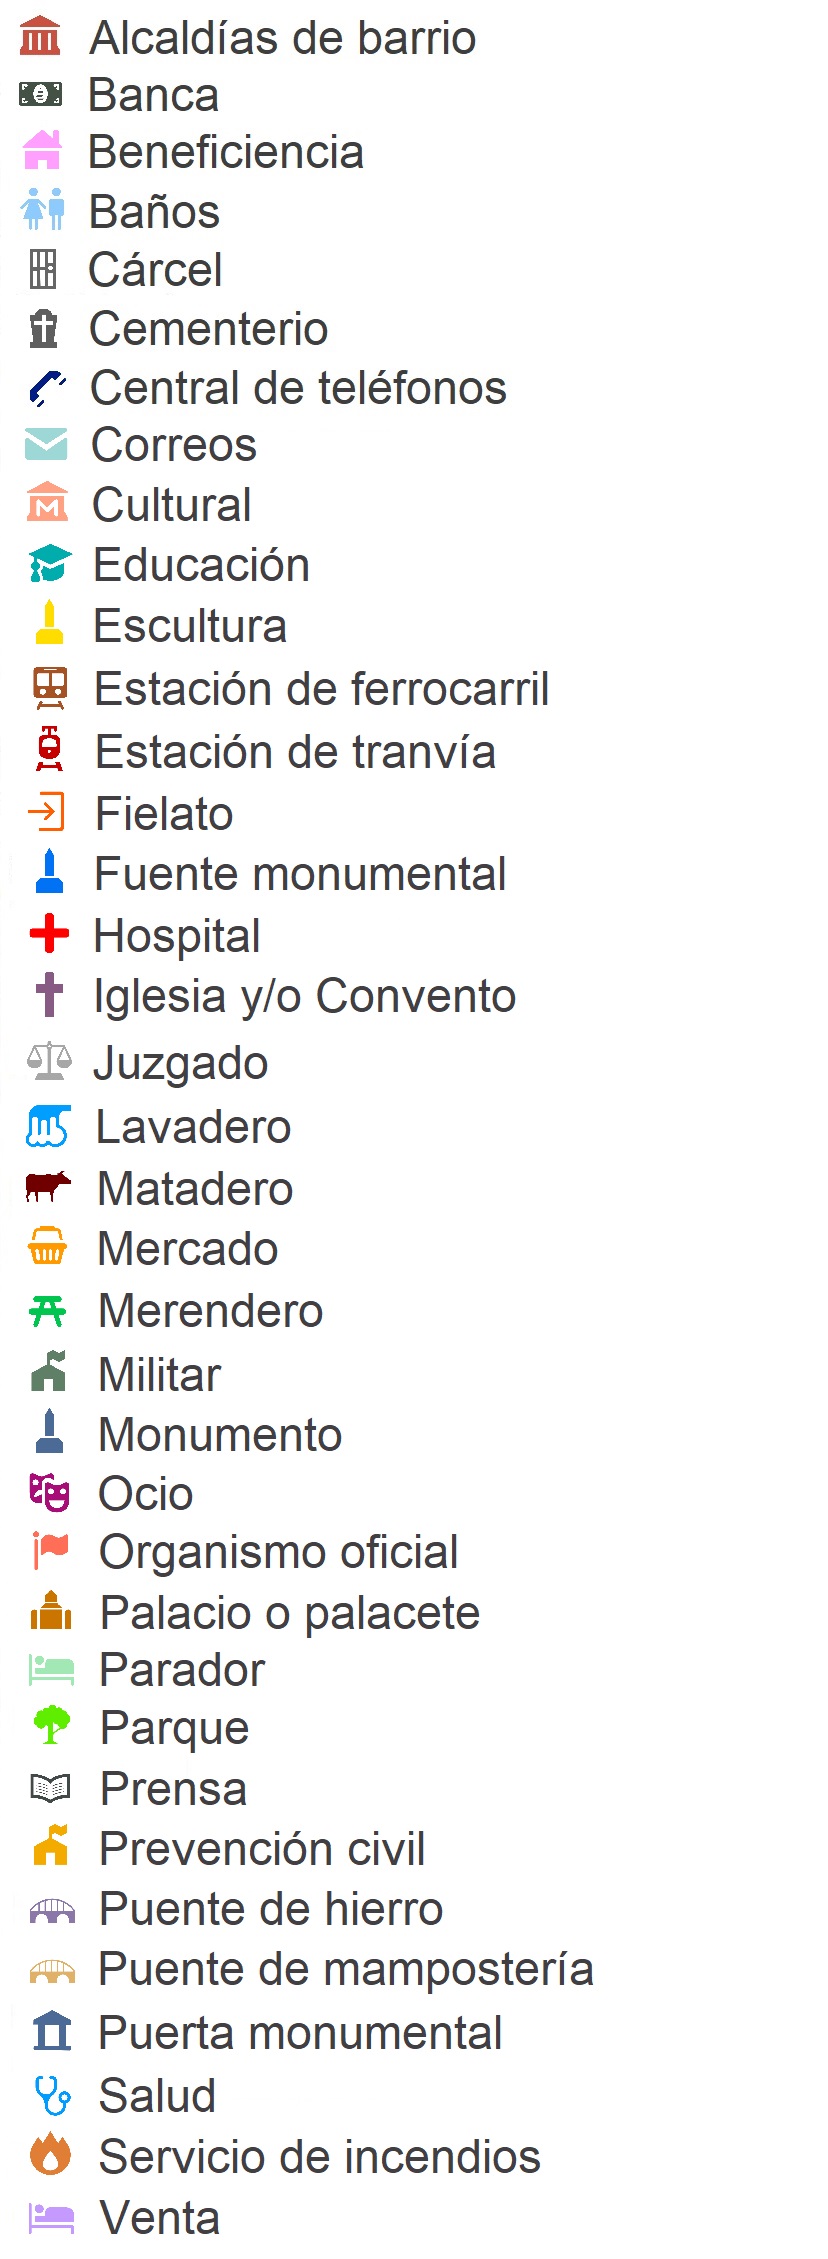 Alcaldías de barrio
Banca
Beneficiencia
Baños
Cárcel
Cementerio
Central de teléfonos
Correos
Cultural
Educación
Escultura
Estación de ferrocarril
Estación de tranvía
Fielato
Fuente monumental
Hospital
Iglesia y/o Convento
Juzgado
Lavadero
Matadero
Mercado
Merendero
Militar
Monumento
Ocio
Organismo oficial
Palacio o palacete
Parador
Parque
Prensa
Prevención civil
Puente de hierro
Puente de mampostería
Puerta monumental
Salud
Servicio de incendios
Venta